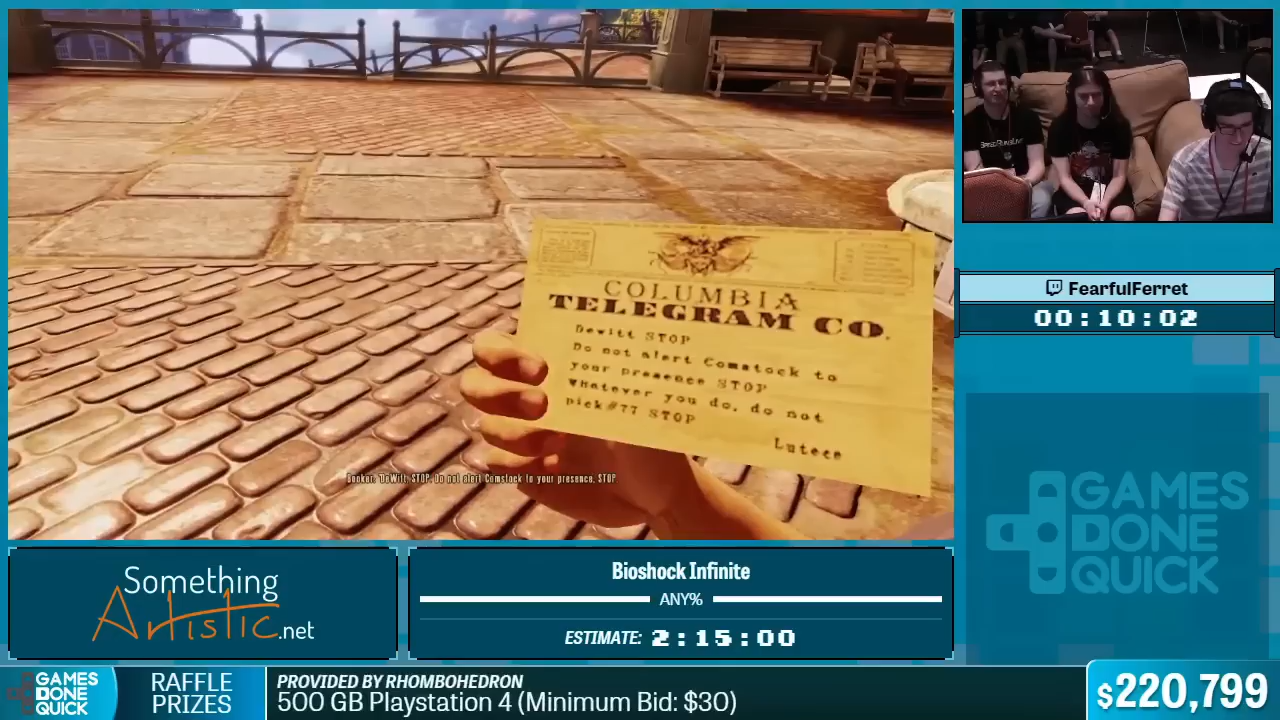 COLUMBIA
TELEGRAM CO.
Dewitt STOP
Do not alert Comstock to
your presence STOP
Whatever you do, do not
pick #77 STOP
Lutece
Booker: DeWitt, STOP. Do not alert Comstock to your presence, STOP.
FearfulFerret
00:10:02
GAMES
DONE
QUICK
Something
Artistic.net
Bioshock Infinite
ANY%
ESTIMATE: 2:15:00
GAMES
DONE
QUICK
RAFFLE
PRIZES
PROVIDED BY RHOMBOHEDRON
500 GB Playstation 4 (Minimum Bid: $30)
$220,799